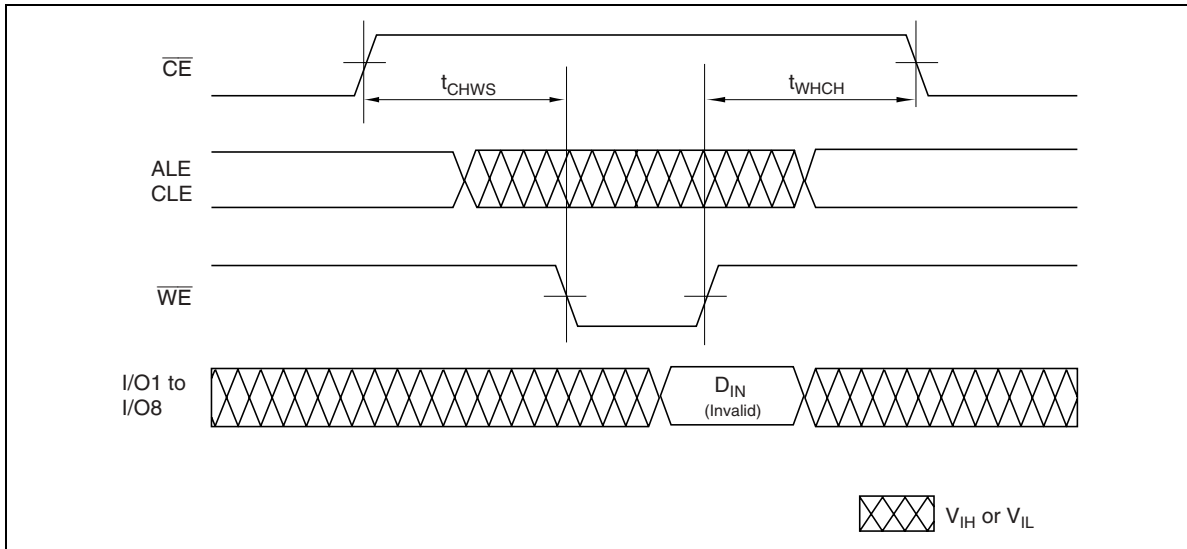 CE
tCHWS
tWHCH
ALE
CLE
WE
I/O1 to
I/O8
DIN
(Invalid)
VIH or VIL